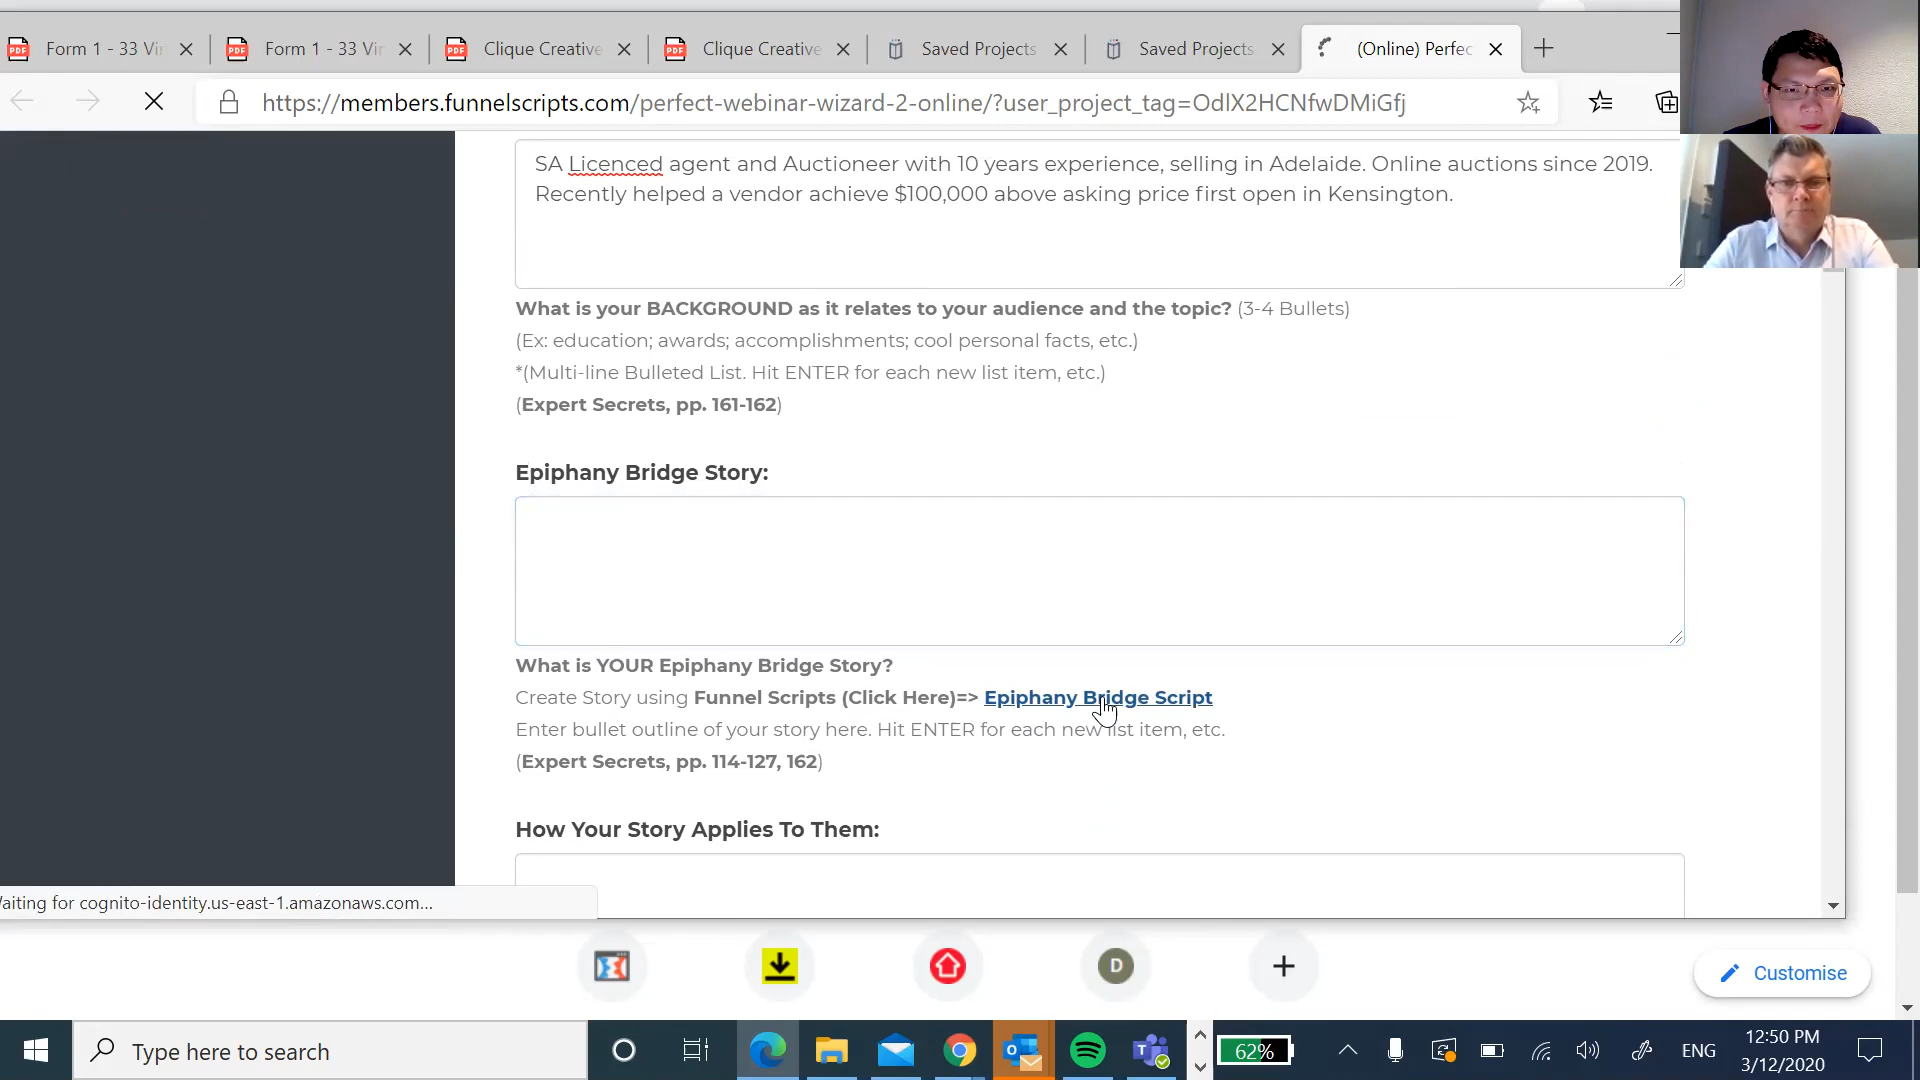 Form 1 - 33 Vir
Form 1 - 33 Vir
Clique Creative
Clique Creative
Saved Projects
Saved Projects
(Online) Perfec
https://members.funnelscripts.com/perfect-webinar-wizard-2-online/?user_project_tag=OdlX2HCNfwDMiGfj
SA Licenced agent and Auctioneer with 10 years experience, selling in Adelaide. Online auctions since 2019.
Recently helped a vendor achieve $100,000 above asking price first open in Kensington.
What is your BACKGROUND as it relates to your audience and the topic? (3-4 Bullets)
(Ex: education; awards; accomplishments; cool personal facts, etc.)
*(Multi-line Bulleted List. Hit ENTER for each new list item, etc.)
(Expert Secrets, pp. 161-162)
Epiphany Bridge Story:
What is YOUR Epiphany Bridge Story?
Create Story using Funnel Scripts (Click Here)=> Epiphany Bridge Script
Enter bullet outline of your story here. Hit ENTER for each new list item, etc.
(Expert Secrets, pp. 114-127, 162)
How Your Story Applies To Them:
aiting for cognito-identity.us-east-1.amazonaws.com...
D
Customise
Type here to search
62%
ENG
12:50 PM
3/12/2020